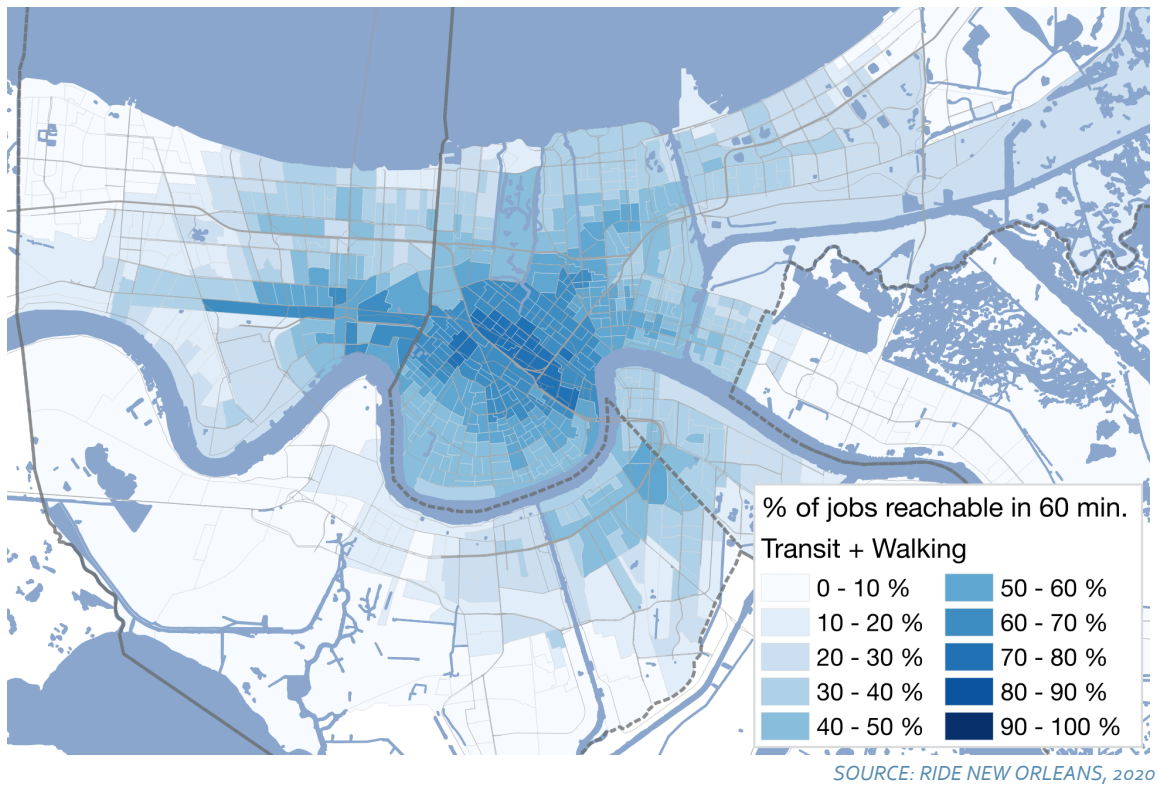 % of jobs reachable in 60 min.
Transit + Walking
0 - 10 %
10 - 20 %
20 - 30 %
30 - 40 %
40 - 50 %
50 - 60 %
60 - 70 %
70 - 80 %
80 - 90 %
90 - 100 %
SOURCE: RIDE NEW ORLEANS, 2020